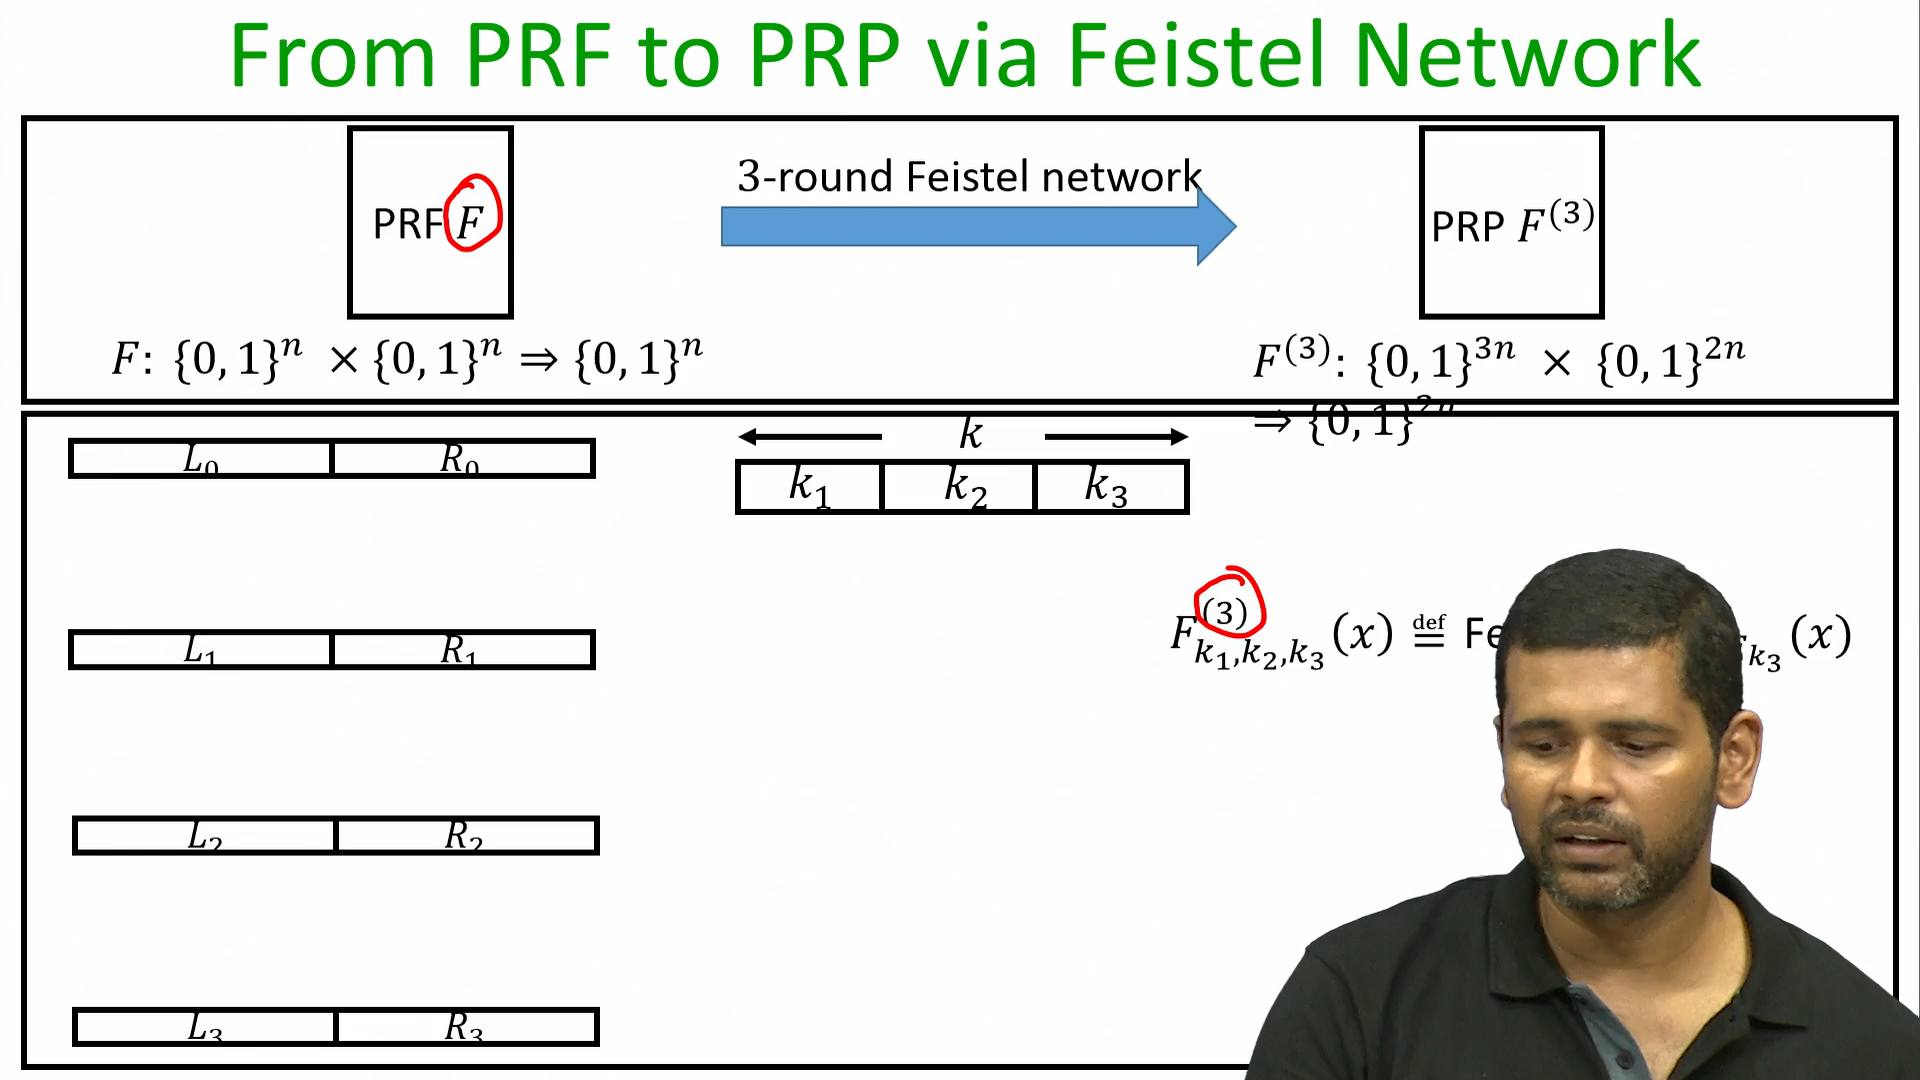 From PRF to PRP via Feistel Network
3-round Feistel network
PRF F
PRP F^(3)
F: {0, 1}^n × {0, 1}^n ⇒ {0, 1}^n
F^(3): {0, 1}^3n × {0, 1}^2n
⇒ {0, 1}^2n
k
L_0 R_0
k_1 k_2 k_3
F^(3)_k_1,k_2,k_3 (x) ≝ Fe k_3 (x)
L_1 R_1
L_2 R_2
L_3 R_3